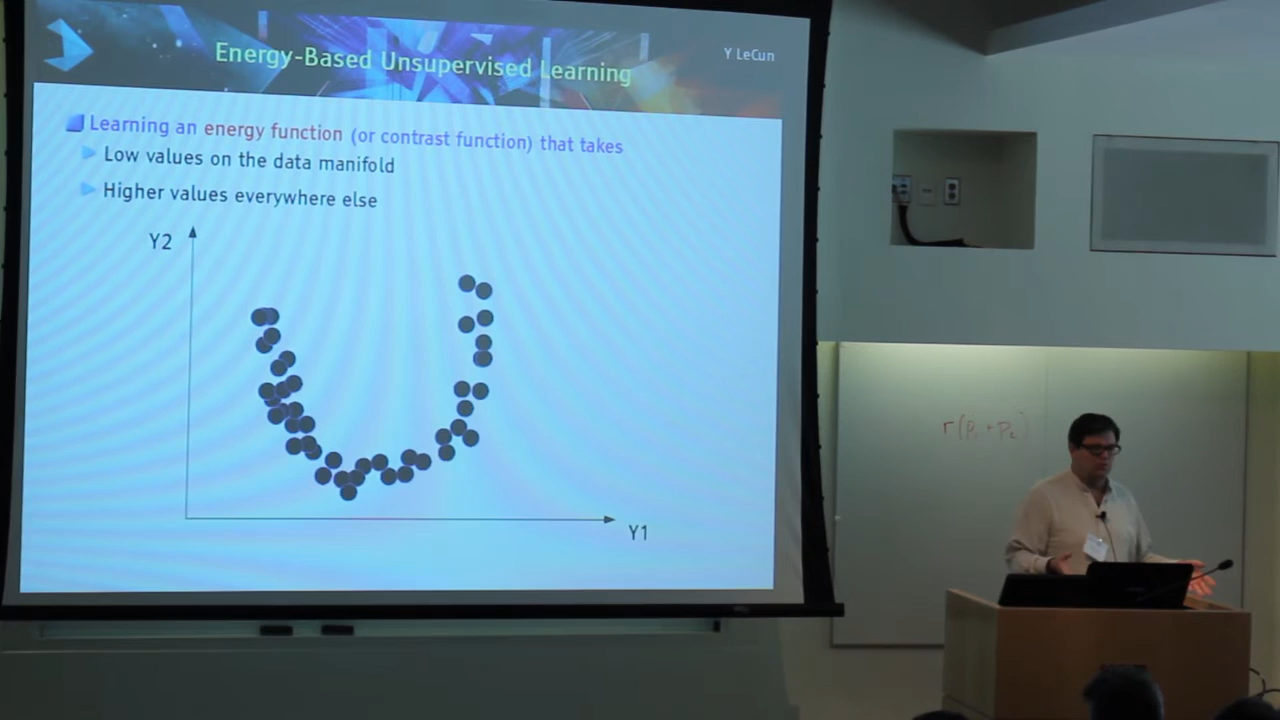 Energy-Based Unsupervised Learning
Y LeCun
Learning an energy function (or contrast function) that takes
Low values on the data manifold
Higher values everywhere else
Y2
Y1